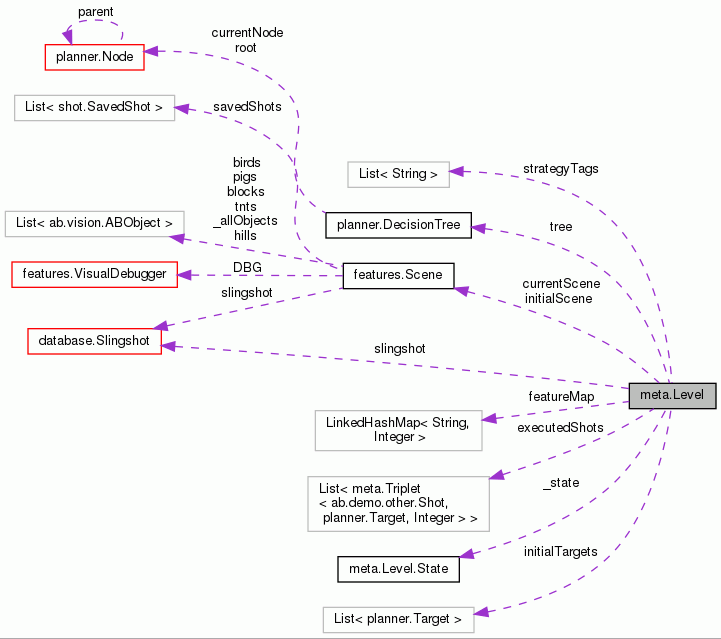 parent
planner.Node
currentNode
root
List< shot.SavedShot >
savedShots
birds
pigs
blocks
tnts
_allObjects
hills
List< String >
strategyTags
List< ab.vision.ABObject >
planner.DecisionTree
tree
features.VisualDebugger
DBG
features.Scene
currentScene
initialScene
slingshot
database.Slingshot
slingshot
meta.Level
featureMap
LinkedHashMap< String,
Integer >
executedShots
List< meta.Triplet
< ab.demo.other.Shot,
planner.Target, Integer > >
_state
meta.Level.State
initialTargets
List< planner.Target >